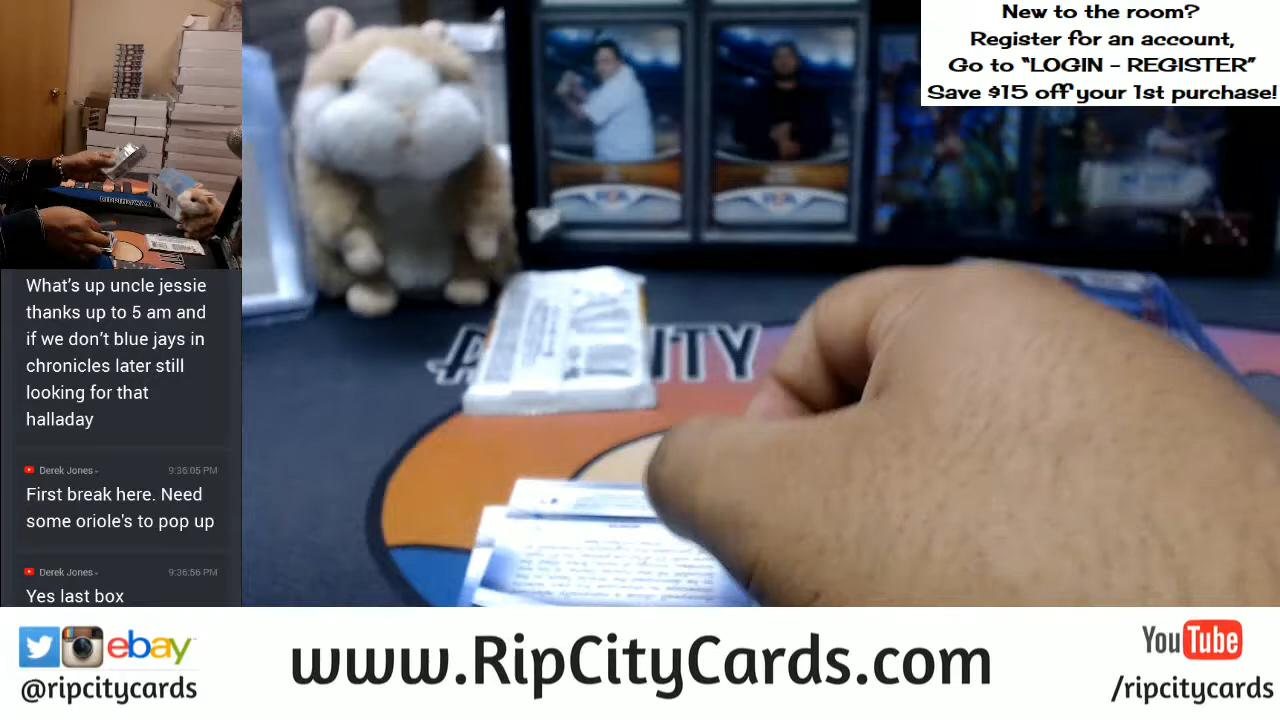 New to the room?
Register for an account,
Go to “LOGIN - REGISTER”
Save $15 off your 1st purchase!
What's up uncle jessie
thanks up to 5 am and
if we don't blue jays in
chronicles later still
looking for that
halladay
Derek Jones 9:36:05 PM
First break here. Need
some oriole's to pop up
Derek Jones 9:36:56 PM
Yes last box
ebay
@ripcitycards
www.RipCityCards.com
YouTube
/ripcitycards